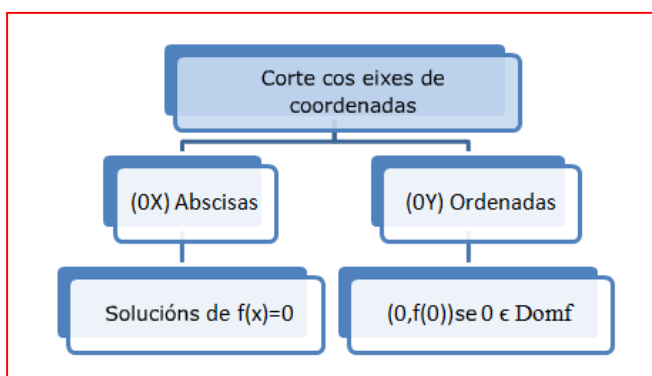 Corte cos eixes de
coordenadas
(0X) Abscisas
(0Y) Ordenadas
Solucións de f(x)=0
(0,f(0))se 0 ϵ Domf